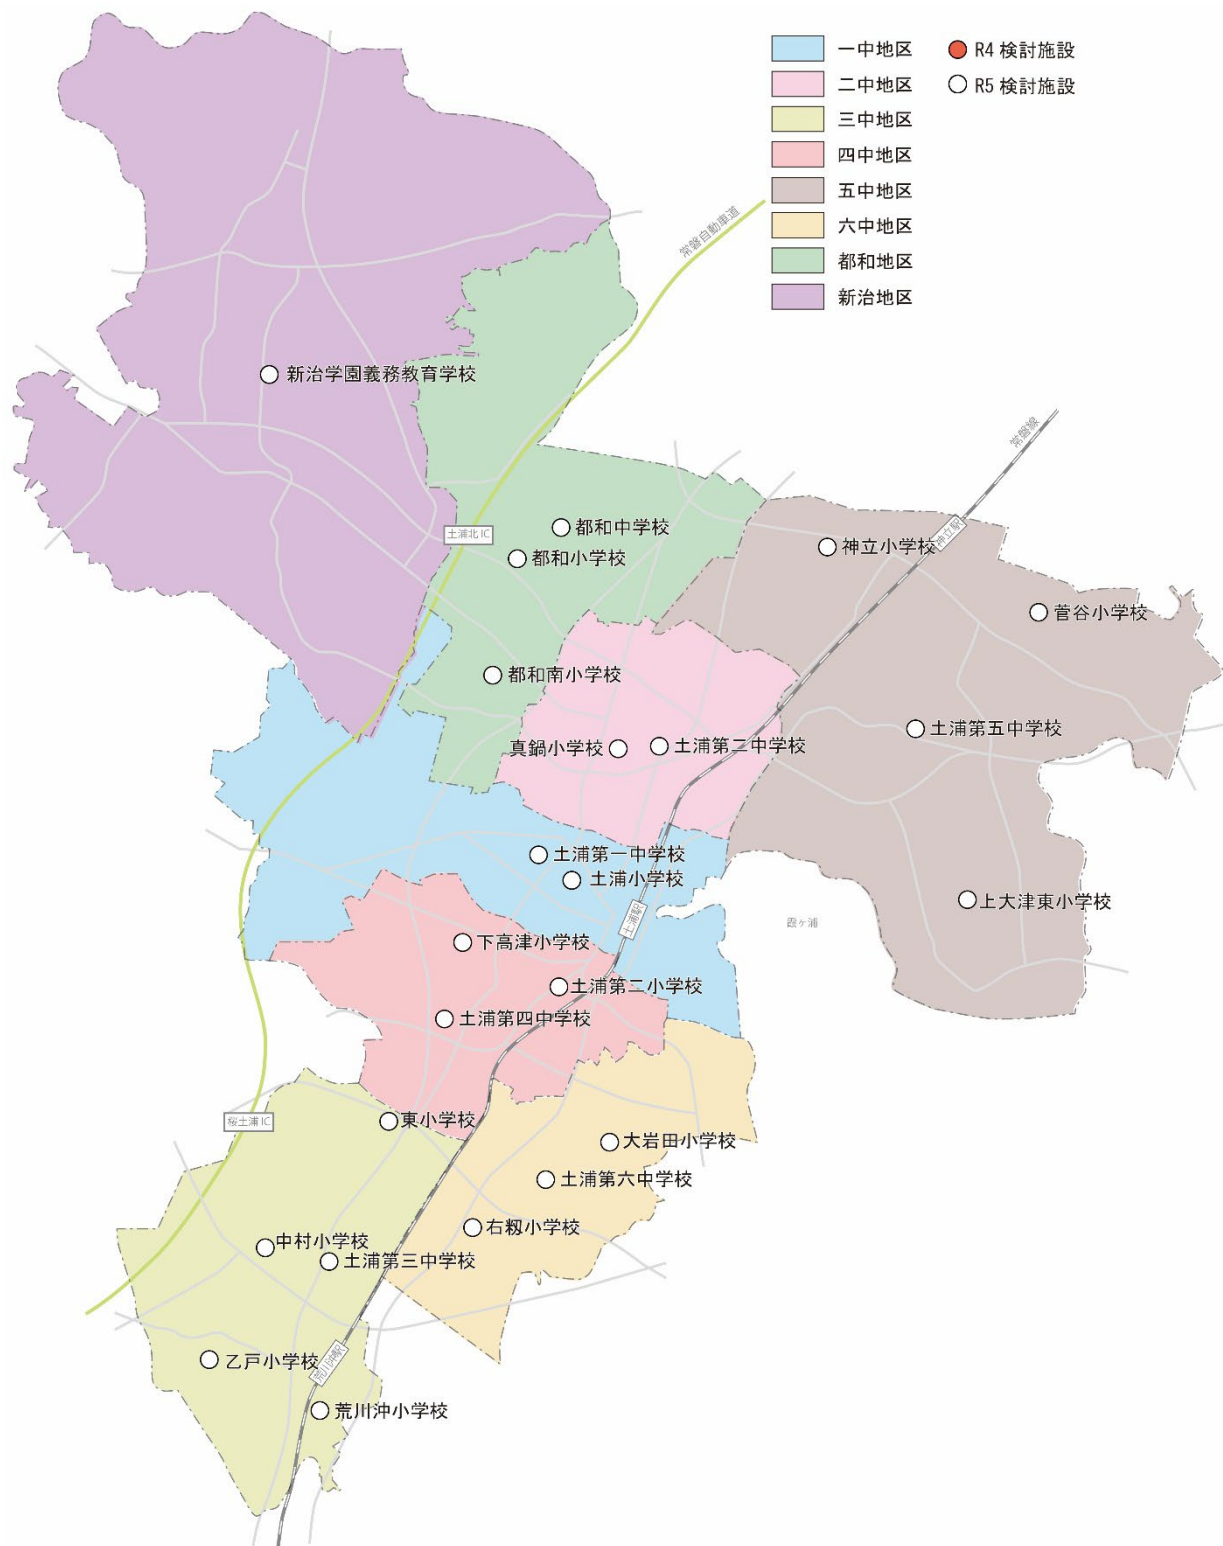 一中地区
R4 検討施設
二中地区
R5 検討施設
三中地区
四中地区
五中地区
六中地区
都和地区
新治地区
常磐自動車道
新治学園義務教育学校
常磐線
土浦北 IC
都和中学校
都和小学校
神立小学校
神立駅
菅谷小学校
都和南小学校
土浦第五中学校
真鍋小学校
土浦第二中学校
土浦第一中学校
土浦小学校
上大津東小学校
土浦駅
霞ヶ浦
下高津小学校
土浦第二小学校
土浦第四中学校
桜土浦 IC
東小学校
大岩田小学校
土浦第六中学校
右籾小学校
中村小学校
土浦第三中学校
乙戸小学校
荒川沖駅
荒川沖小学校